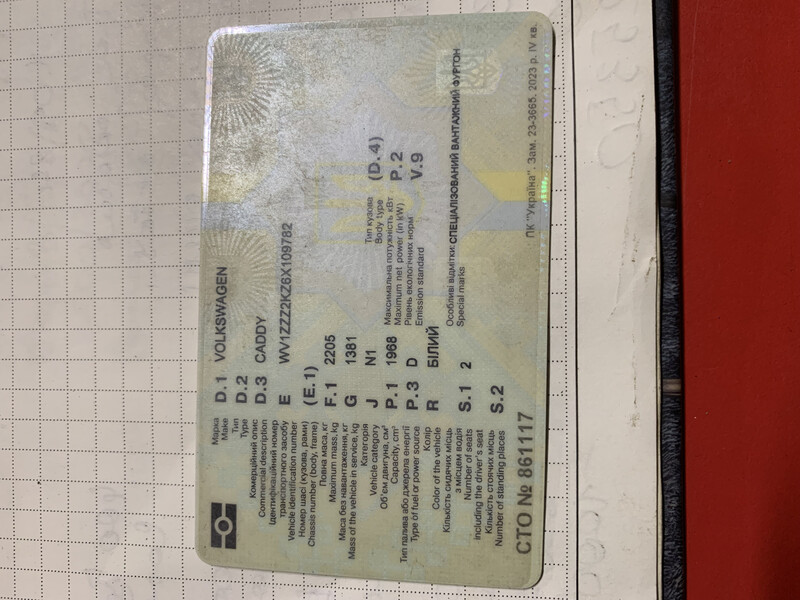 Марка
Make D.1 VOLKSWAGEN
Тип
Type D.2
Комерційний опис
Commercial description D.3 CADDY
Ідентифікаційний номер
транспортного засобу E WV1ZZZ2KZ6X109782
Vehicle identification number
Номер шасі (кузова, рами) (E.1)
Chassis number (body, frame)
Повна маса, кг F.1 2205
Maximum mass, kg
Маса без навантаження, кг G 1381
Mass of the vehicle in service, kg
Категорія J N1
Vehicle category
Тип кузова (D.4)
Body type
Об'єм двигуна, см³ P.1 1968
Capacity, cm³
Максимальна потужність кВт P.2
Maximum net power (in kW)
Тип палива або джерела енергії P.3 D
Type of fuel or power source
Рівень екологічних норм V.9
Emission standard
Колір R БІЛИЙ
Color of the vehicle
Кількість сидячих місць
з місцем водія S.1 2
Number of seats
including the driver's seat
Особливі відмітки: СПЕЦІАЛІЗОВАНИЙ ВАНТАЖНИЙ ФУРГОН
Special marks
Кількість стоячих місць S.2
Number of standing places
СТО № 861117
ПК "Україна". Зам. 23-3665. 2023 р. IV кв.